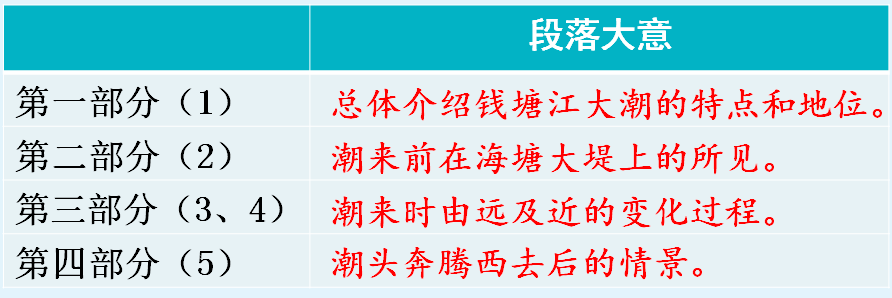 段落大意
第一部分（1） 总体介绍钱塘江大潮的特点和地位。
第二部分（2） 潮来前在海塘大堤上的所见。
第三部分（3、4） 潮来时由远及近的变化过程。
第四部分（5） 潮头奔腾西去后的情景。